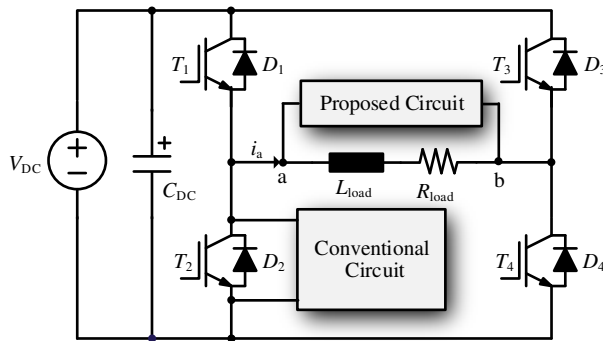 T1 D1 T3 D3
Proposed Circuit
+
VDC
−
+
CDC
ia
a
b
Lload
Rload
T2 D2
Conventional
Circuit
T4 D4